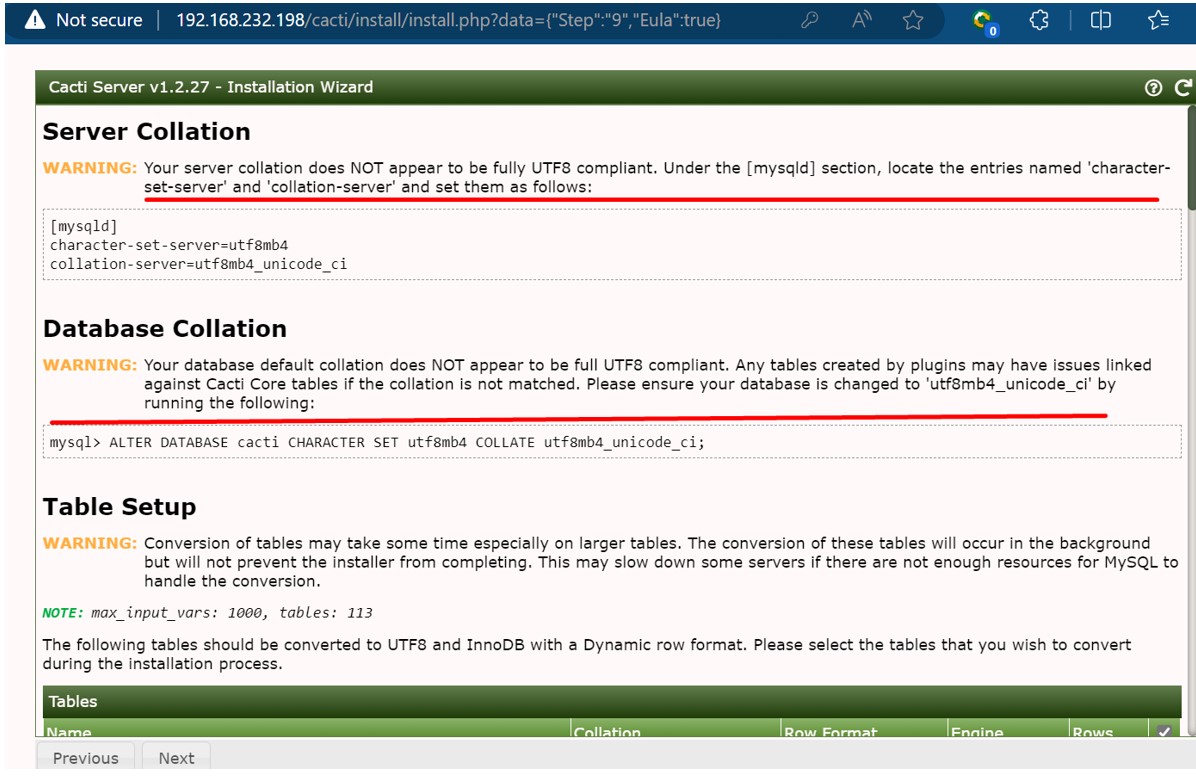 Not secure
192.168.232.198/cacti/install/install.php?data={"Step":"9","Eula":true}
A
0
Cacti Server v1.2.27 - Installation Wizard
Server Collation
WARNING: Your server collation does NOT appear to be fully UTF8 compliant. Under the [mysqld] section, locate the entries named 'character-
set-server' and 'collation-server' and set them as follows:
[mysqld]
character-set-server=utf8mb4
collation-server=utf8mb4_unicode_ci
Database Collation
WARNING: Your database default collation does NOT appear to be full UTF8 compliant. Any tables created by plugins may have issues linked
against Cacti Core tables if the collation is not matched. Please ensure your database is changed to 'utf8mb4_unicode_ci' by
running the following:
mysql> ALTER DATABASE cacti CHARACTER SET utf8mb4 COLLATE utf8mb4_unicode_ci;
Table Setup
WARNING: Conversion of tables may take some time especially on larger tables. The conversion of these tables will occur in the background
but will not prevent the installer from completing. This may slow down some servers if there are not enough resources for MySQL to
handle the conversion.
NOTE: max_input_vars: 1000, tables: 113
The following tables should be converted to UTF8 and InnoDB with a Dynamic row format. Please select the tables that you wish to convert
during the installation process.
Tables
Name Collation Row Format Engine Rows
Previous Next